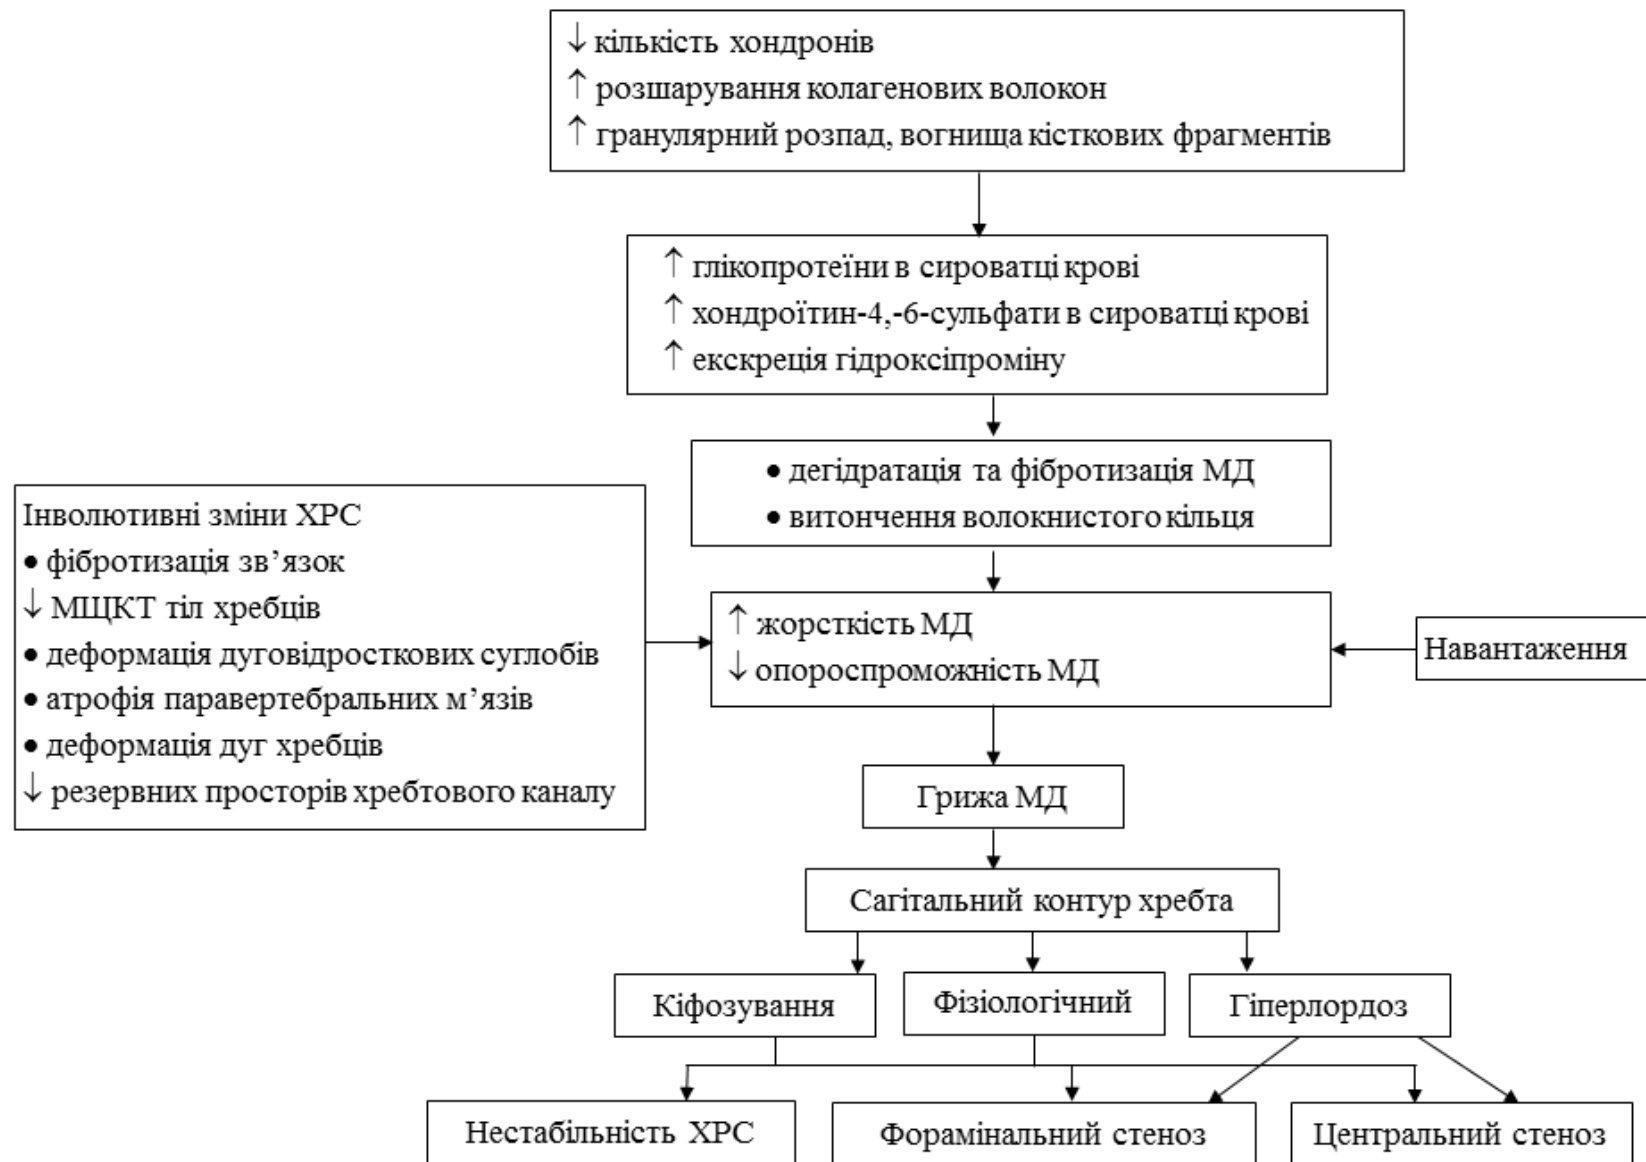 ↓ кількість хондронів
↑ розшарування колагенових волокон
↑ гранулярний розпад, вогнища кісткових фрагментів
↑ глікопротеїни в сироватці крові
↑ хондроїтин-4,-6-сульфати в сироватці крові
↑ екскреція гідроксіпроміну
• дегідратація та фібротизація МД
• витончення волокнистого кільця
Інволютивні зміни ХРС
• фібротизація зв’язок
↓ МЩКТ тіл хребців
• деформація дуговідросткових суглобів
• атрофія паравертебральних м’язів
• деформація дуг хребців
↓ резервних просторів хребтового каналу
↑ жорсткість МД
↓ опороспроможність МД
Навантаження
Грижа МД
Сагітальний контур хребта
Кіфозування
Фізіологічний
Гіперлордоз
Нестабільність ХРС
Форамінальний стеноз
Центральний стеноз